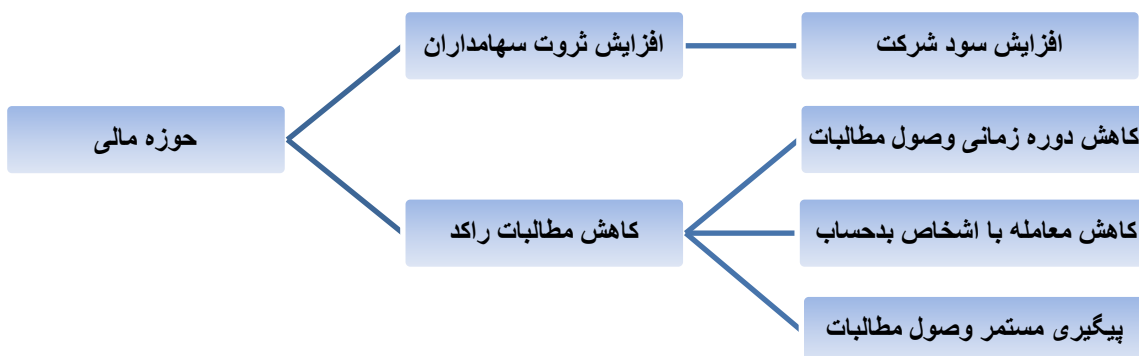 حوزه مالی
افزایش ثروت سهامداران
افزایش سود شرکت
کاهش مطالبات راکد
کاهش دوره زمانی وصول مطالبات
کاهش معامله با اشخاص بدحساب
پیگیری مستمر وصول مطالبات